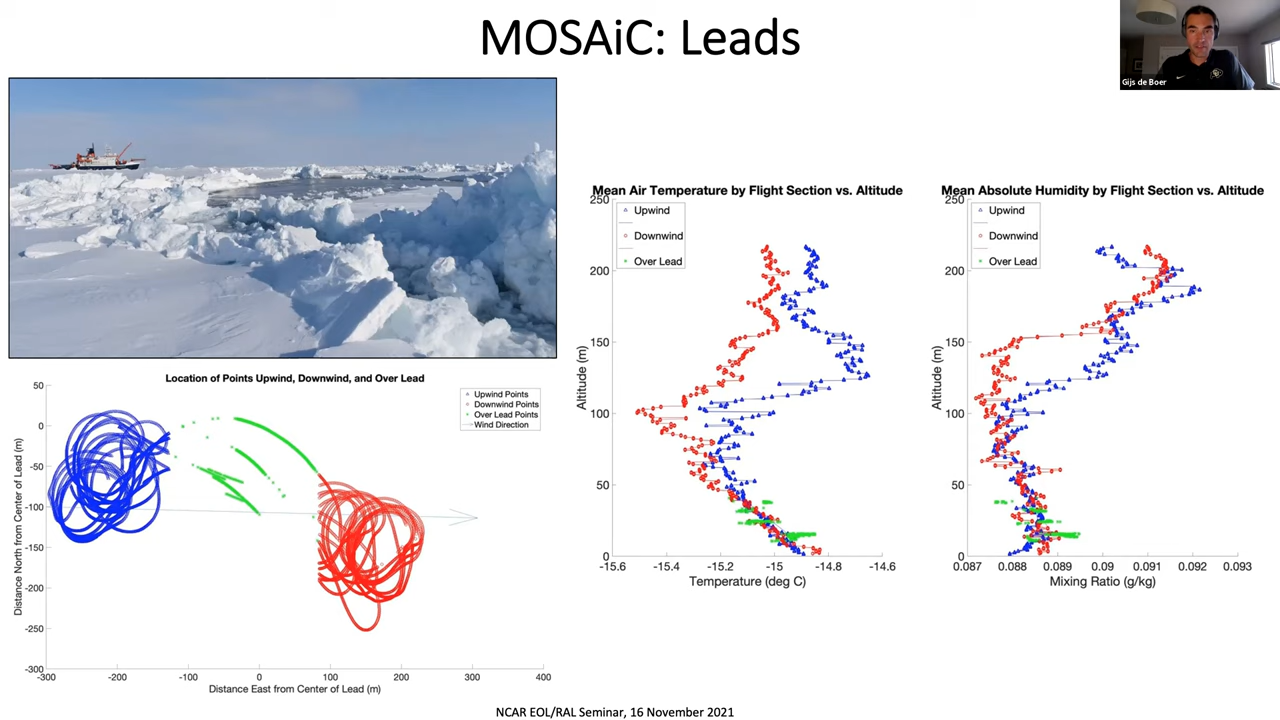 MOSAiC: Leads
Gijs de Boer
Mean Air Temperature by Flight Section vs. Altitude
250
200
150
100
50
0
Altitude (m)
Upwind
Downwind
Over Lead
-15.6
-15.4
-15.2
-15
-14.8
-14.6
Temperature (deg C)
Mean Absolute Humidity by Flight Section vs. Altitude
250
200
150
100
50
0
Altitude (m)
Upwind
Downwind
Over Lead
0.087
0.088
0.089
0.09
0.091
0.092
0.093
Mixing Ratio (g/kg)
Location of Points Upwind, Downwind, and Over Lead
50
0
-50
-100
-150
-200
-250
-300
Distance North from Center of Lead (m)
Upwind Points
Downwind Points
Over Lead Points
Wind Direction
-300
-200
-100
0
100
200
300
400
Distance East from Center of Lead (m)
NCAR EOL/RAL Seminar, 16 November 2021